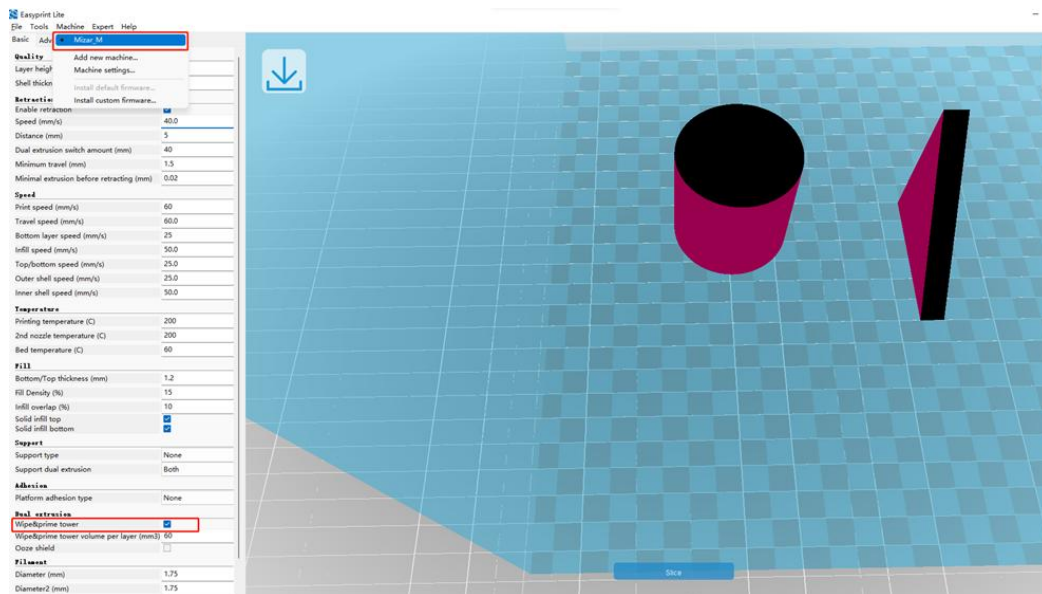 Easyprint Lite
File Tools Machine Expert Help
Basic Adv
Mizar_M
Add new machine...
Machine settings...
Install default firmware...
Install custom firmware...
Quality
Layer heigh
Shell thickn
Retractio
Enable retraction
Speed (mm/s) 40.0
Distance (mm) 5
Dual extrusion switch amount (mm) 40
Minimum travel (mm) 1.5
Minimal extrusion before retracting (mm) 0.02
Speed
Print speed (mm/s) 60
Travel speed (mm/s) 60.0
Bottom layer speed (mm/s) 25
Infill speed (mm/s) 50.0
Top/bottom speed (mm/s) 25.0
Outer shell speed (mm/s) 25.0
Inner shell speed (mm/s) 50.0
Temperature
Printing temperature (C) 200
2nd nozzle temperature (C) 200
Bed temperature (C) 60
Fill
Bottom/Top thickness (mm) 1.2
Fill Density (%) 15
Infill overlap (%) 10
Solid infill top
Solid infill bottom
Support
Support type None
Support dual extrusion Both
Adhesion
Platform adhesion type None
Dual extrusion
Wipe&prime tower
Wipe&prime tower volume per layer (mm3) 60
Ooze shield
Filament
Diameter (mm) 1.75
Diameter2 (mm) 1.75
Slice